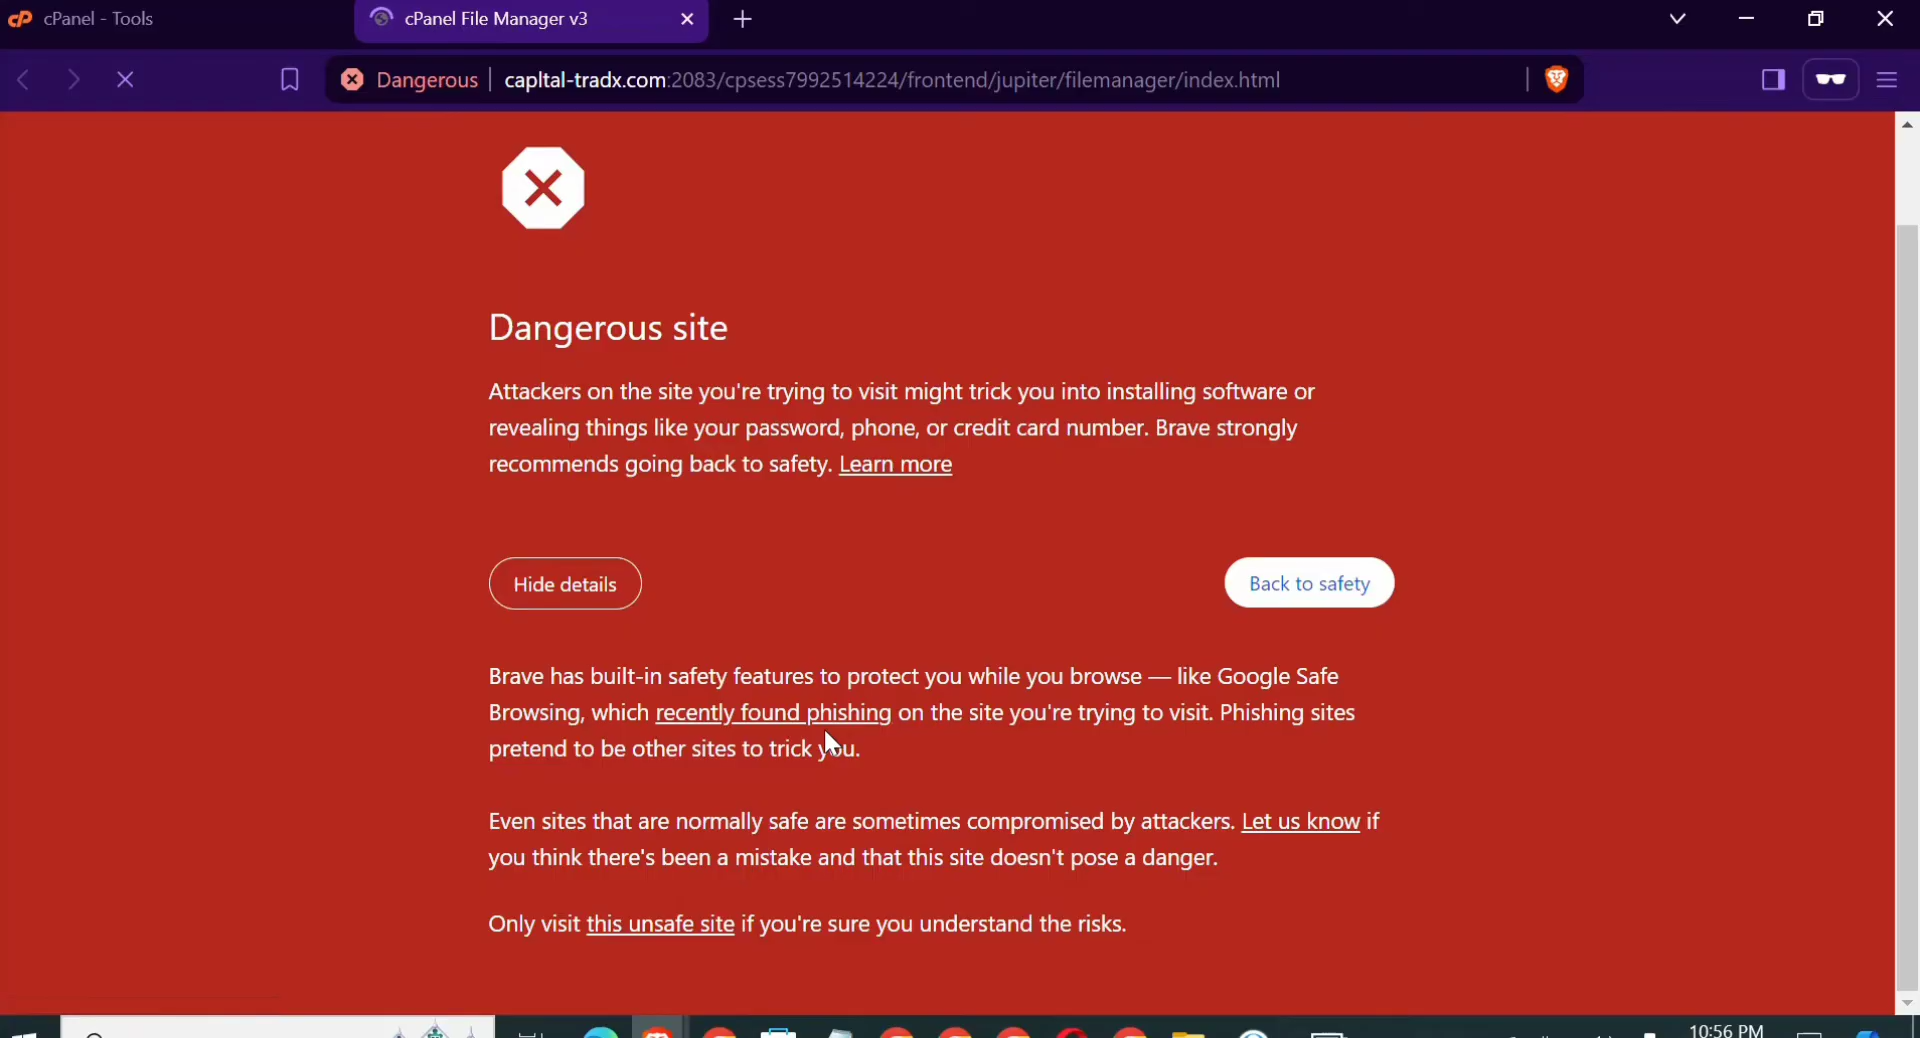 cPanel - Tools
cPanel File Manager v3
Dangerous
capltal-tradx.com:2083/cpsess7992514224/frontend/jupiter/filemanager/index.html
Dangerous site
Attackers on the site you're trying to visit might trick you into installing software or
revealing things like your password, phone, or credit card number. Brave strongly
recommends going back to safety. Learn more
Hide details
Back to safety
Brave has built-in safety features to protect you while you browse — like Google Safe
Browsing, which recently found phishing on the site you're trying to visit. Phishing sites
pretend to be other sites to trick you.
Even sites that are normally safe are sometimes compromised by attackers. Let us know if
you think there's been a mistake and that this site doesn't pose a danger.
Only visit this unsafe site if you're sure you understand the risks.
10:56 PM